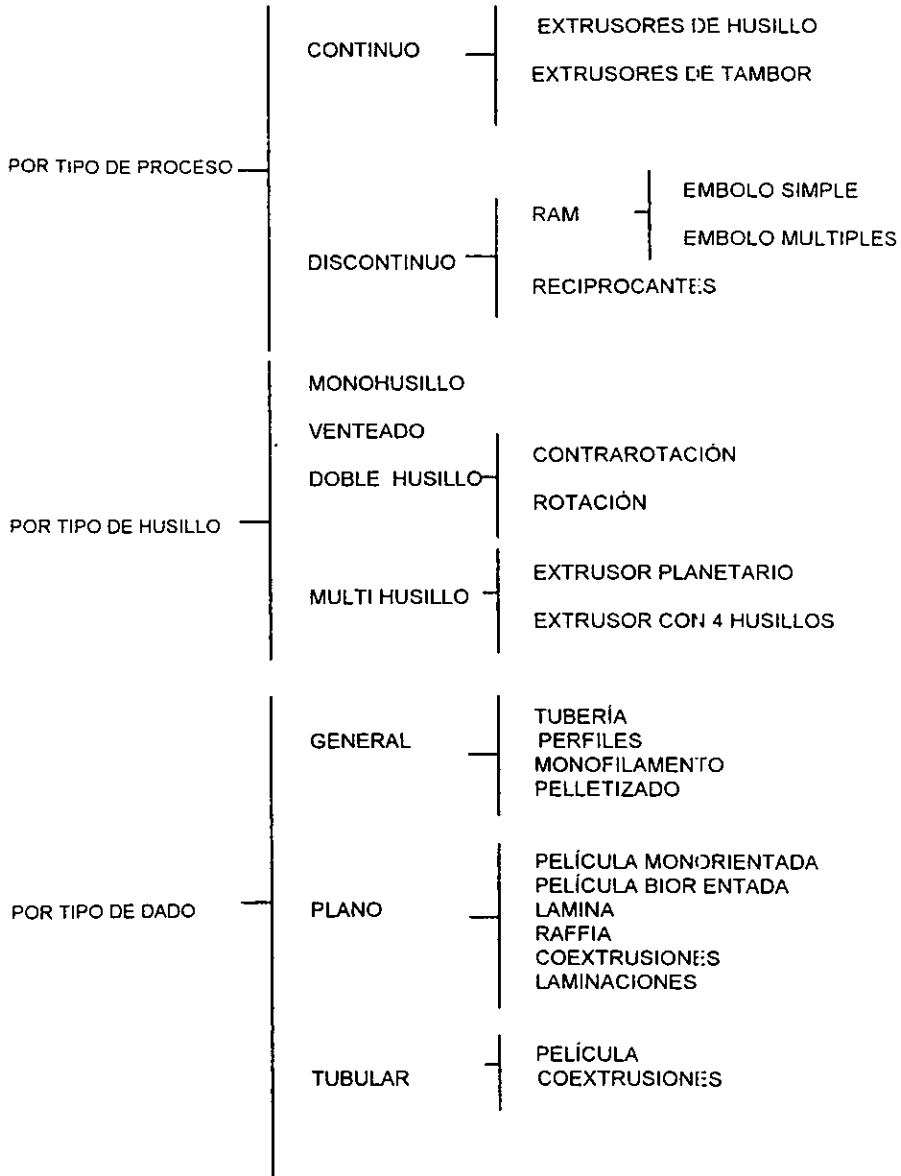 CONTINUO
EXTRUSORES DE HUSILLO
EXTRUSORES DE TAMBOR
POR TIPO DE PROCESO
DISCONTINUO
RAM
EMBOLO SIMPLE
EMBOLO MULTIPLES
RECIPROCANTES
POR TIPO DE HUSILLO
MONOHUSILLO
VENTEADO
DOBLE HUSILLO
CONTRAROTACIÓN
ROTACIÓN
MULTI HUSILLO
EXTRUSOR PLANETARIO
EXTRUSOR CON 4 HUSILLOS
POR TIPO DE DADO
GENERAL
TUBERÍA
PERFILES
MONOFILAMENTO
PELLETIZADO
PLANO
PELÍCULA MONORIENTADA
PELÍCULA BIOR ENTADA
LAMINA
RAFFIA
COEXTRUSIONES
LAMINACIONES
TUBULAR
PELÍCULA
COEXTRUSIONES